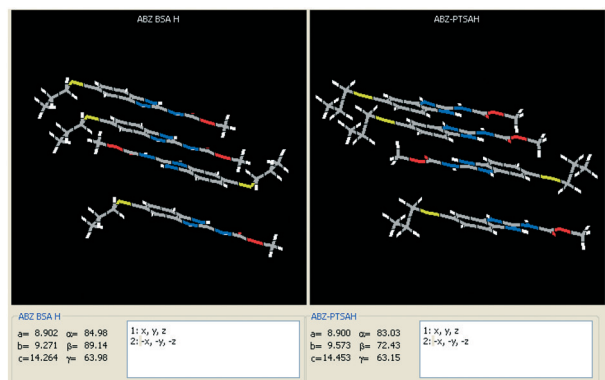 ABZ BSA H
ABZ-PTSAH
ABZ BSA H
a= 8.902 α= 84.98
b= 9.271 β= 89.14
c=14.264 γ= 63.98
1: x, y, z
2: -x, -y, -z
ABZ-PTSAH
a= 8.900 α= 83.03
b= 9.573 β= 72.43
c=14.453 γ= 63.15
1: x, y, z
2: -x, -y, -z